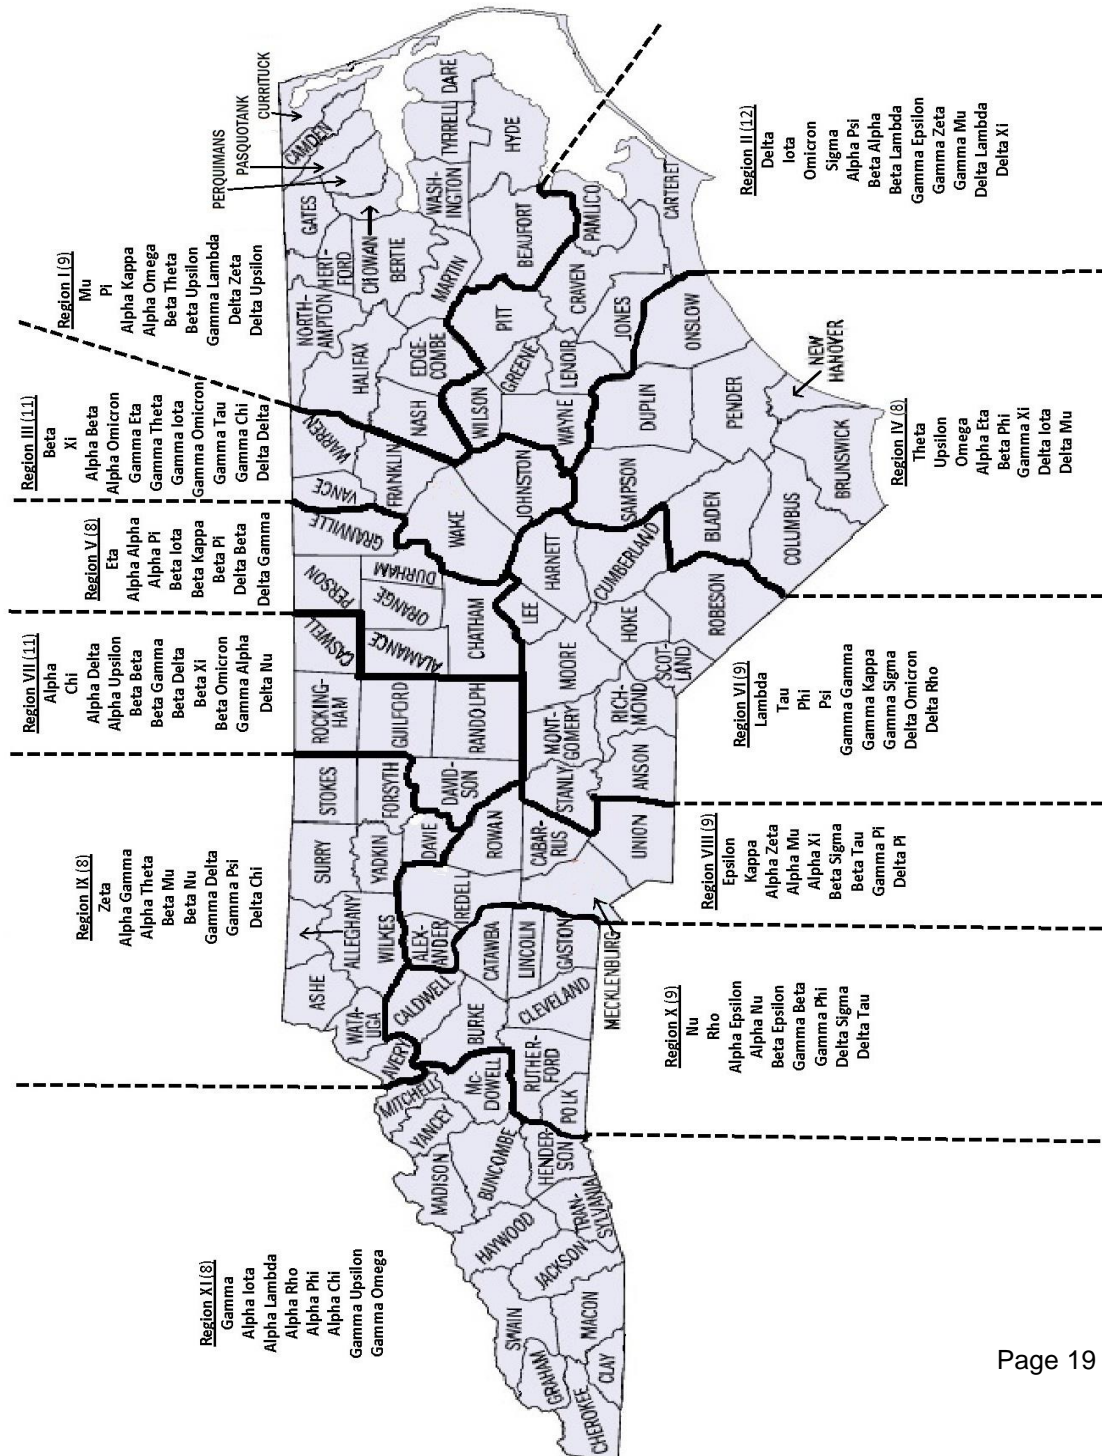 Region XI (8)
Gamma
Alpha Iota
Alpha Lambda
Alpha Rho
Alpha Phi
Alpha Chi
Gamma Upsilon
Gamma Omega
Region IX (8)
Zeta
Alpha Gamma
Alpha Theta
Beta Mu
Beta Nu
Gamma Delta
Gamma Psi
Delta Chi
Region VII (11)
Alpha
Chi
Alpha Delta
Alpha Upsilon
Beta Beta
Beta Gamma
Beta Delta
Beta Xi
Beta Omicron
Gamma Alpha
Delta Nu
Region V (8)
Eta
Alpha Alpha
Alpha Pi
Beta Iota
Beta Kappa
Beta Pi
Delta Beta
Delta Gamma
Region III (11)
Beta
Xi
Alpha Beta
Alpha Omicron
Gamma Eta
Gamma Theta
Gamma Iota
Gamma Omicron
Gamma Tau
Gamma Chi
Delta Delta
Region I (9)
Mu
Pi
Alpha Kappa
Alpha Omega
Beta Theta
Beta Upsilon
Gamma Lambda
Delta Zeta
Delta Upsilon
CHEROKEE
GRAHAM
CLAY
SWAIN
MACON
JACKSON
HAYWOOD
TRAN-
SYLVANIA
MADISON
BUNCOMBE
HENDER-
SON
YANCEY
MITCHELL
MC-
DOWELL
POLK
RUTHER-
FORD
AVERY
BURKE
CLEVELAND
WATA-
UGA
CALDWELL
ASHE
ALLEGHANY
WILKES
ALEX-
ANDER
CATAWBA
LINCOLN
GASTON
MECKLENBURG
IREDELL
SURRY
YADKIN
DAVIE
ROWAN
CABAR-
RUS
UNION
STOKES
FORSYTH
DAVID-
SON
STANLY
ANSON
ROCKING-
HAM
GUILFORD
RANDOLPH
MONT-
GOMERY
RICH-
MOND
CASWELL
ALAMANCE
CHATHAM
MOORE
SCOT-
LAND
PERSON
ORANGE
DURHAM
LEE
HOKE
ROBESON
GRANVILLE
WAKE
HARNETT
CUMBERLAND
BLADEN
COLUMBUS
BRUNSWICK
VANCE
FRANKLIN
WARREN
JOHNSTON
SAMPSON
NASH
WILSON
WAYNE
DUPLIN
PENDER
NEW
HANOVER
HALIFAX
EDGE-
COMBE
GREENE
LENOIR
JONES
ONSLOW
NORTH-
AMPTON
HERT-
FORD
BERTIE
MARTIN
PITT
CRAVEN
GATES
CHOWAN
PERQUIMANS
PASQUOTANK
CURRITUCK
CAMDEN
WASH-
INGTON
TYRRELL
DARE
HYDE
BEAUFORT
PAMLICO
CARTERET
Region X (9)
Nu
Rho
Alpha Epsilon
Alpha Nu
Beta Epsilon
Gamma Beta
Gamma Phi
Delta Sigma
Delta Tau
Region VIII (9)
Epsilon
Kappa
Alpha Zeta
Alpha Mu
Alpha Xi
Beta Sigma
Beta Tau
Gamma Pi
Delta Pi
Region VI (9)
Lambda
Tau
Phi
Psi
Gamma Gamma
Gamma Kappa
Gamma Sigma
Delta Omicron
Delta Rho
Region IV (8)
Theta
Upsilon
Omega
Alpha Eta
Beta Phi
Gamma Xi
Delta Iota
Delta Mu
Region II (12)
Delta
Iota
Omicron
Sigma
Alpha Psi
Beta Alpha
Beta Lambda
Gamma Epsilon
Gamma Zeta
Gamma Mu
Delta Lambda
Delta Xi
Page 19